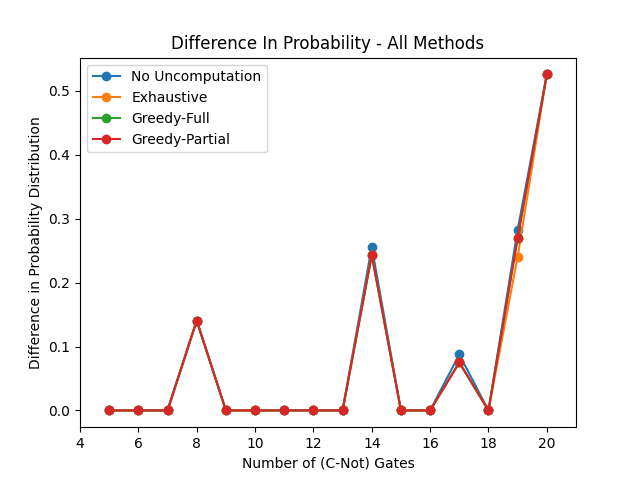 Difference In Probability - All Methods
No Uncomputation
Exhaustive
Greedy-Full
Greedy-Partial
Difference in Probability Distribution
0.5
0.4
0.3
0.2
0.1
0.0
4 6 8 10 12 14 16 18 20
Number of (C-Not) Gates